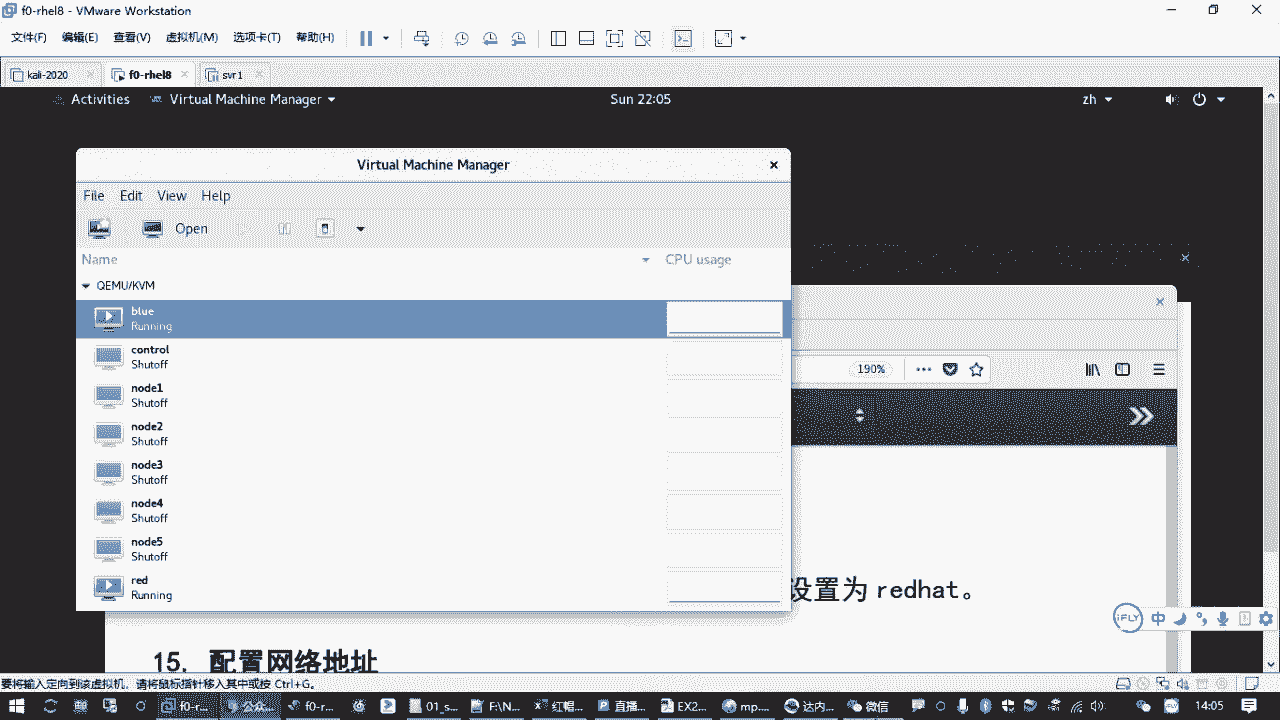 f0-rhel8 - VMware Workstation
文件(F) 编辑(E) 查看(V) 虚拟机(M) 选项卡(T) 帮助(H)
kali-2020 f0-rhel8 svr1
Activities Virtual Machine Manager Sun 22:05 zh
Virtual Machine Manager
File Edit View Help
Open
Name CPU usage
QEMU/KVM
blue
Running
control
Shutoff
node1
Shutoff
190%
node2
Shutoff
node3
Shutoff
node4
Shutoff
node5
Shutoff
red
Running
设置为 redhat。
iFLY 中
15. 配置网络地址
要将输入定向到该虚拟机，请将鼠标指针移入其中或按 Ctrl+G。
f0-r... 公众... f0-r... 01_s... F:\N... 红帽... 直播... EX2... mp.... 达内... 微信 14:05